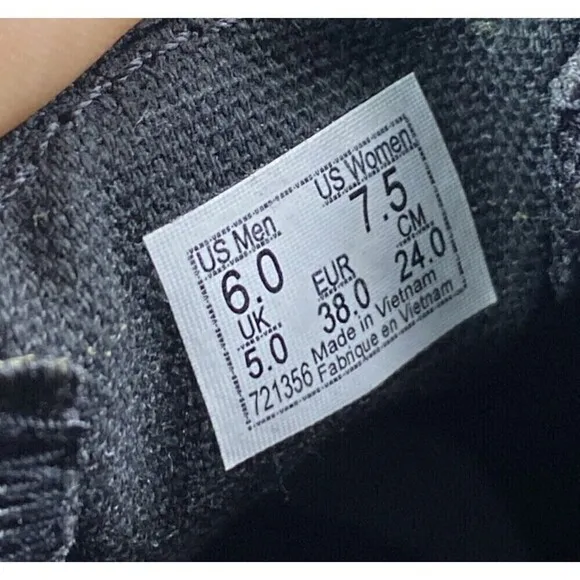 US Men US Women
6.0 7.5
UK EUR CM
5.0 38.0 24.0
721356 Made in Vietnam
Fabrique en Vietnam